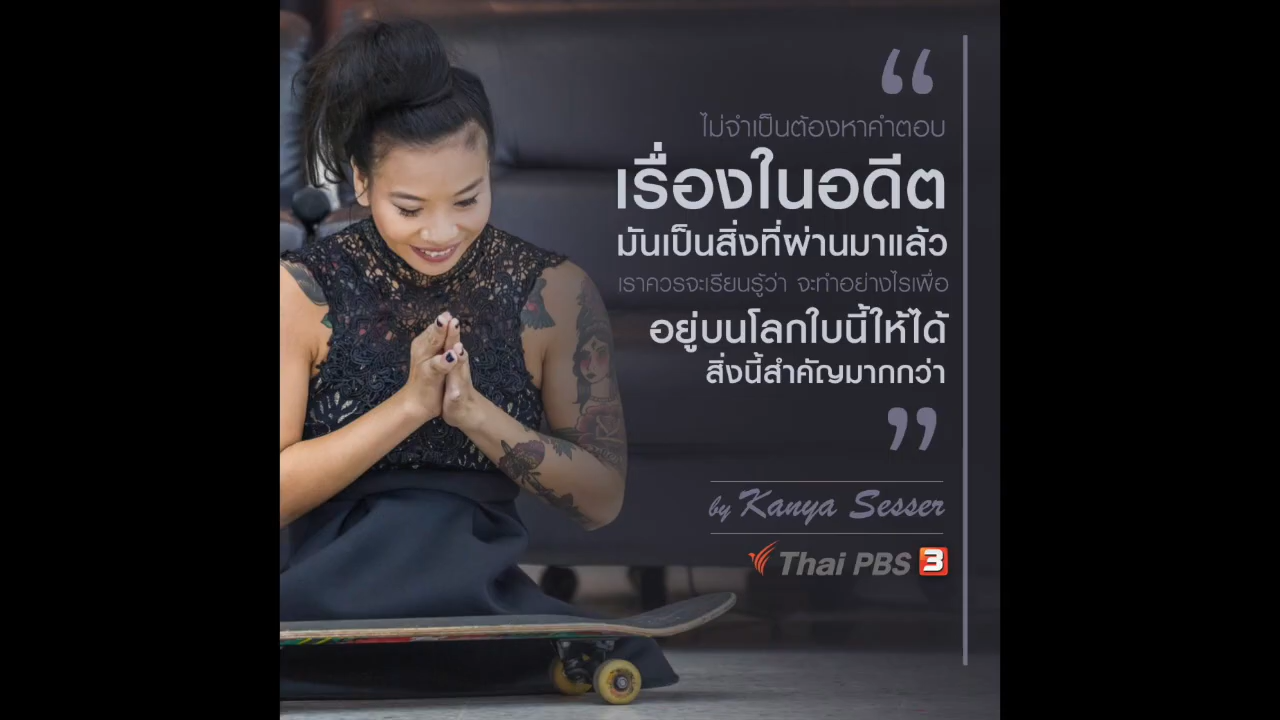 “
ไม่จำเป็นต้องหาคำตอบ
เรื่องในอดีต
มันเป็นสิ่งที่ผ่านมาแล้ว
เราควรจะเรียนรู้ว่า จะทำอย่างไรเพื่อ
อยู่บนโลกใบนี้ให้ได้
สิ่งนี้สำคัญมากกว่า
”
by Kanya Sesser
Thai PBS 3